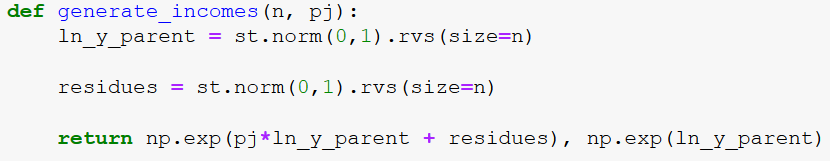 def generate_incomes(n, pj):
    ln_y_parent = st.norm(0,1).rvs(size=n)
    residues = st.norm(0,1).rvs(size=n)
    return np.exp(pj*ln_y_parent + residues), np.exp(ln_y_parent)